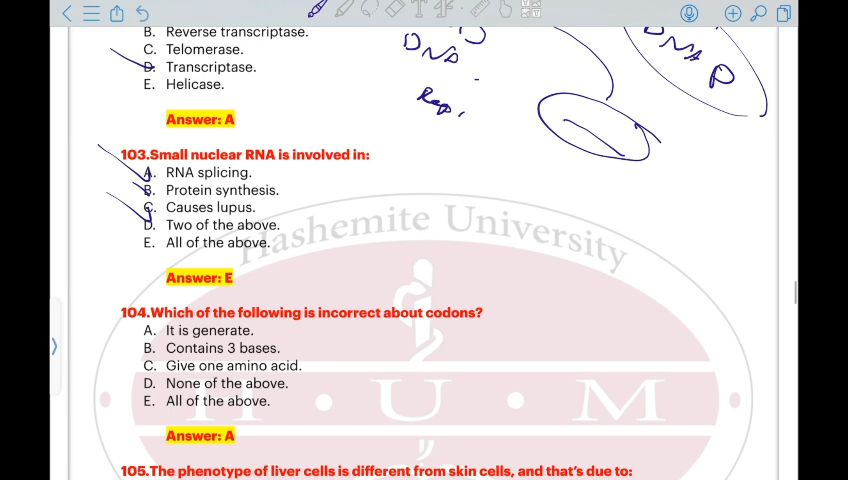 B. Reverse transcriptase.
C. Telomerase.
D. Transcriptase.
E. Helicase.
Answer: A
DNA
Rep.
DNA
103.Small nuclear RNA is involved in:
A. RNA splicing.
B. Protein synthesis.
C. Causes lupus.
D. Two of the above.
E. All of the above.
Hashemite University
Answer: E
104.Which of the following is incorrect about codons?
A. It is generate.
B. Contains 3 bases.
C. Give one amino acid.
D. None of the above.
E. All of the above.
H • U • M
Answer: A
105.The phenotype of liver cells is different from skin cells, and that's due to: